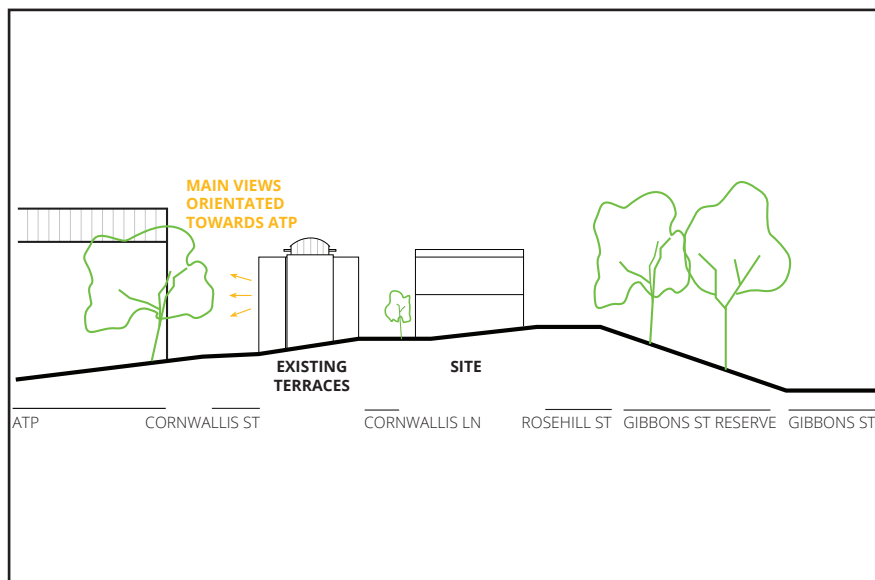 MAIN VIEWS
ORIENTATED
TOWARDS ATP
EXISTING
TERRACES
SITE
ATP
CORNWALLIS ST
CORNWALLIS LN
ROSEHILL ST
GIBBONS ST RESERVE
GIBBONS ST